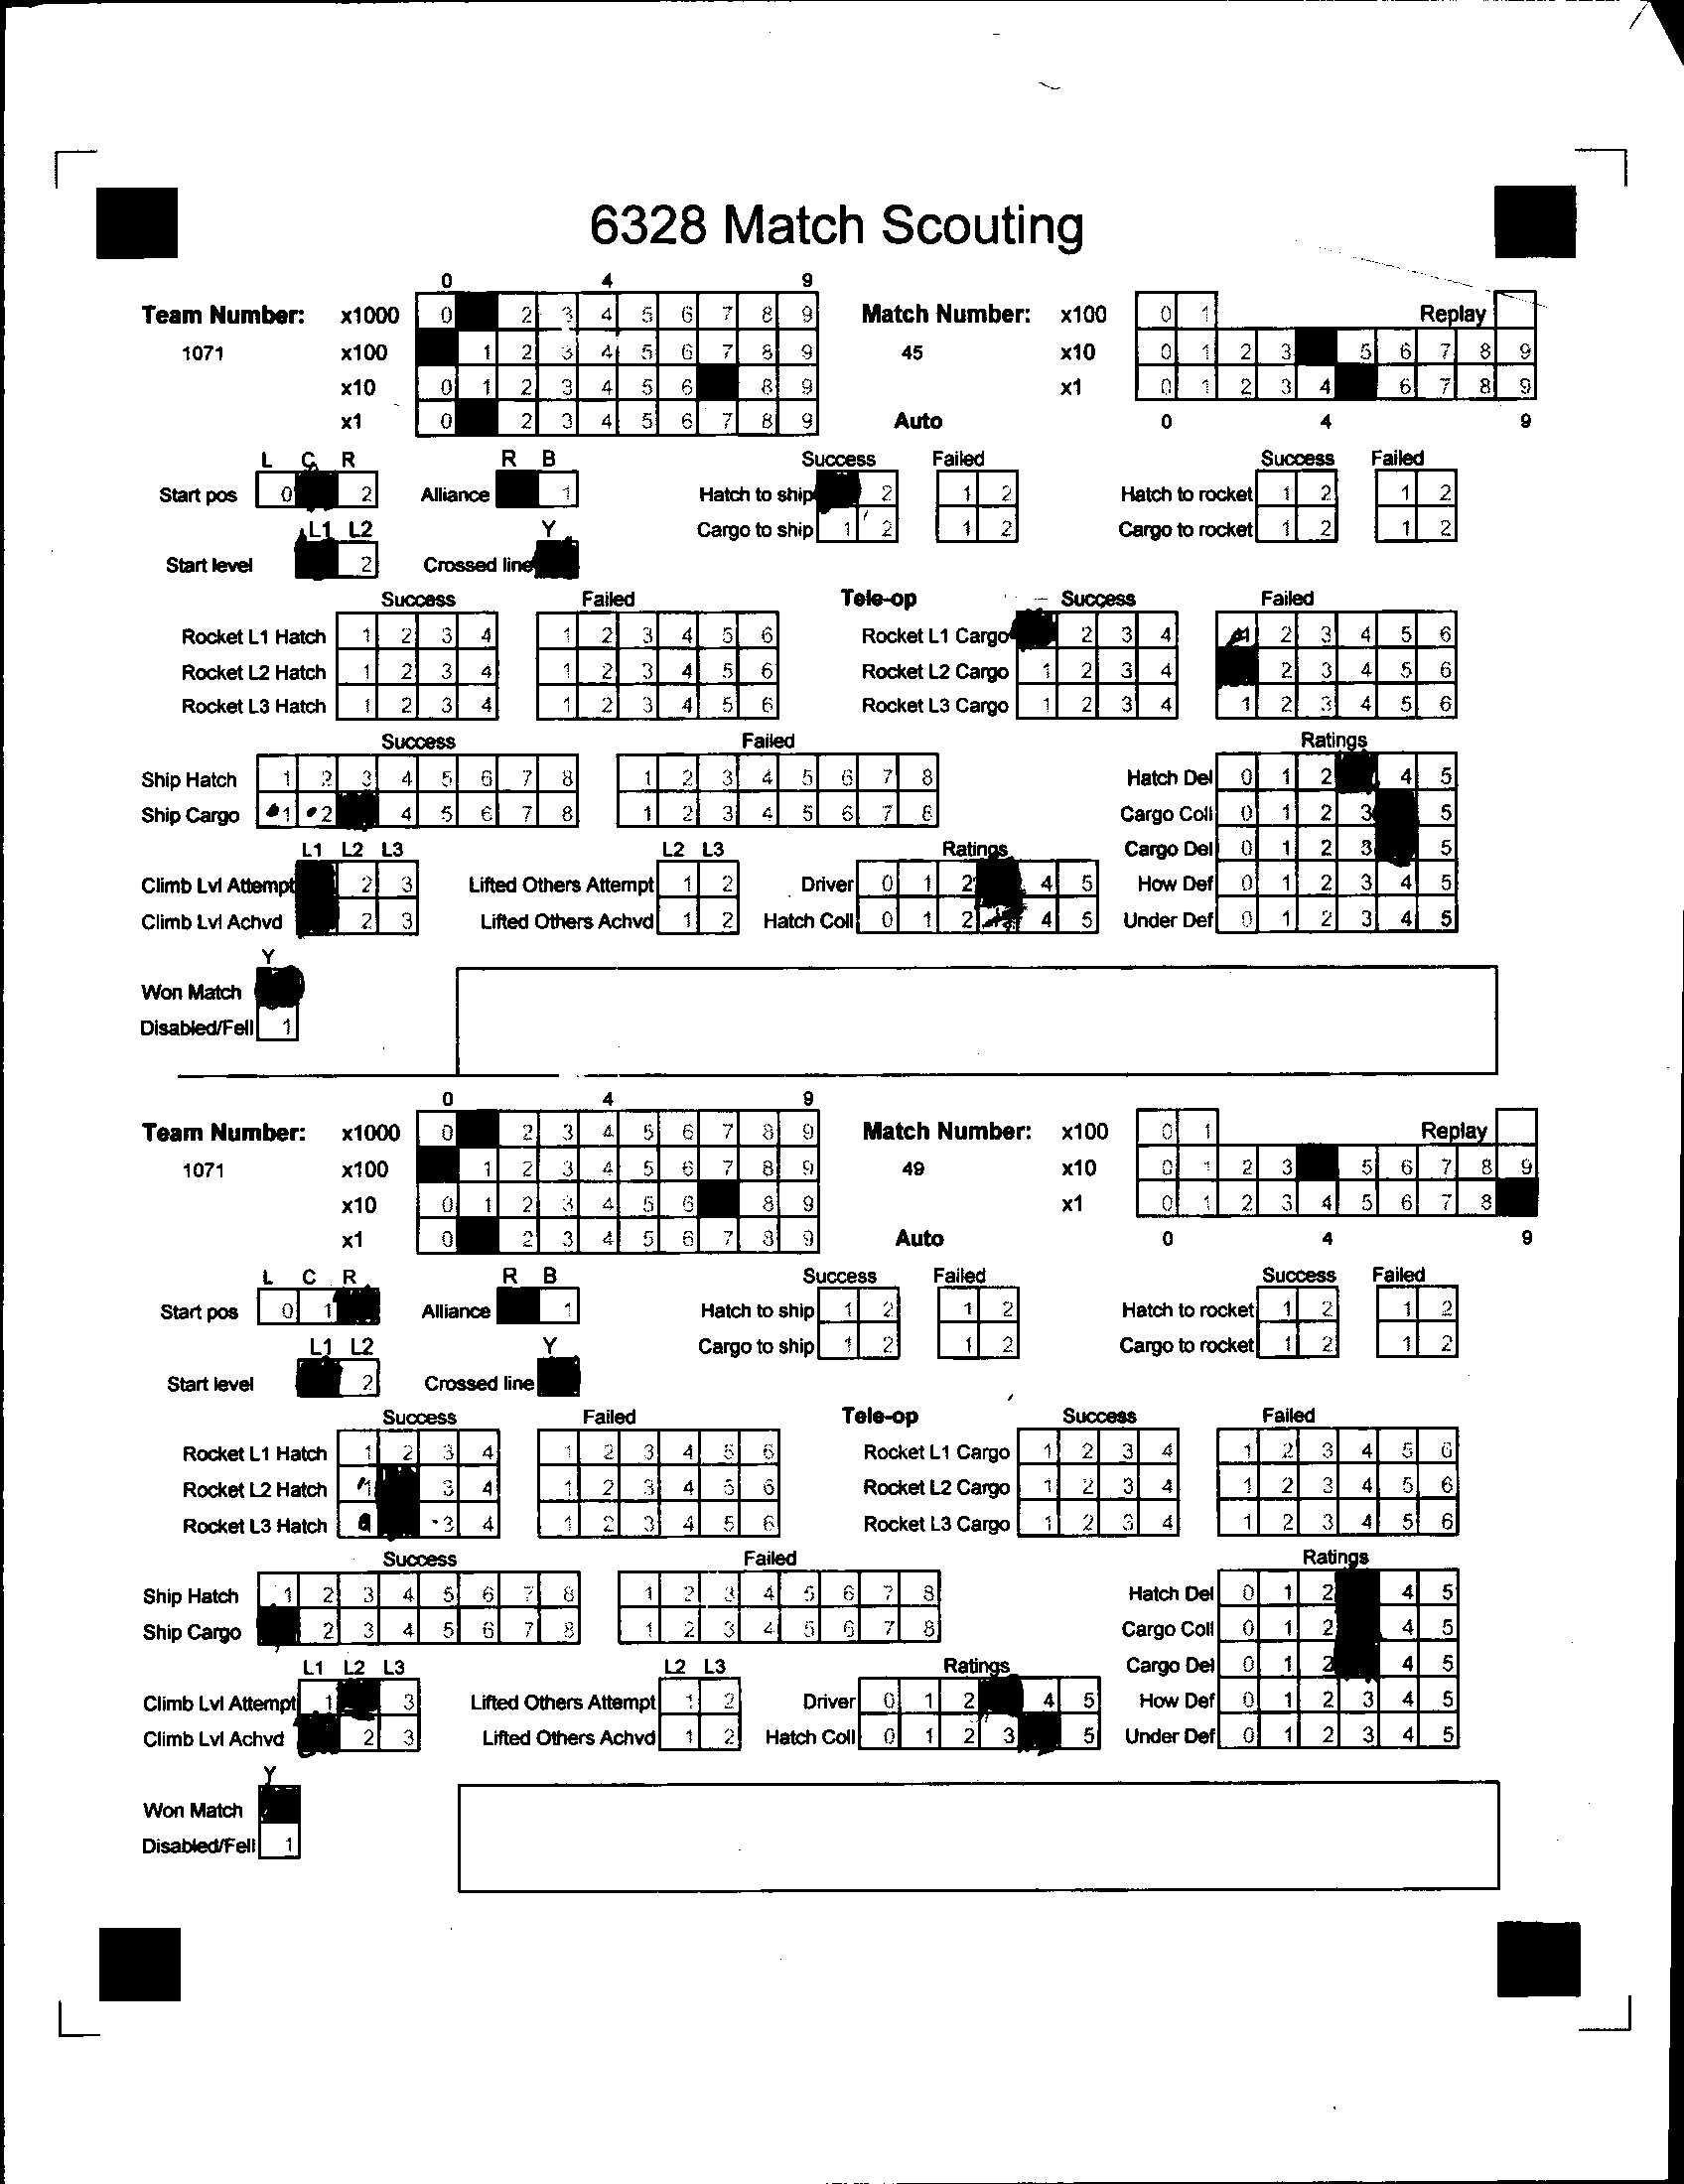 6328 Match Scouting
0 4 9
Team Number: x1000 0 2 3 4 5 6 7 8 9 Match Number: x100 0 1 Replay
1071 x100 1 2 3 4 5 6 7 8 9 45 x10 0 1 2 3 5 6 7 8 9
x10 0 1 2 3 4 5 6 8 9 x1 0 1 2 3 4 6 7 8 9
x1 0 2 3 4 5 6 7 8 9 Auto 0 4 9
L C R R B Success Failed Success Failed
Start pos 0 2 Alliance 1 Hatch to ship 2 1 2 Hatch to rocket 1 2 1 2
L1 L2 Y Cargo to ship 1 2 1 2 Cargo to rocket 1 2 1 2
Start level 2 Crossed line
Success Failed Tele-op Success Failed
Rocket L1 Hatch 1 2 3 4 1 2 3 4 5 6 Rocket L1 Cargo 2 3 4 1 2 3 4 5 6
Rocket L2 Hatch 1 2 3 4 1 2 3 4 5 6 Rocket L2 Cargo 1 2 3 4 2 3 4 5 6
Rocket L3 Hatch 1 2 3 4 1 2 3 4 5 6 Rocket L3 Cargo 1 2 3 4 1 2 3 4 5 6
Success Failed Ratings
Ship Hatch 1 2 3 4 5 6 7 8 1 2 3 4 5 6 7 8 Hatch Del 0 1 2 4 5
Ship Cargo 1 2 4 5 6 7 8 1 2 3 4 5 6 7 8 Cargo Coll 0 1 2 3 5
L1 L2 L3 L2 L3 Ratings Cargo Del 0 1 2 3 5
Climb Lvl Attempt 2 3 Lifted Others Attempt 1 2 Driver 0 1 2 4 5 How Def 0 1 2 3 4 5
Climb Lvl Achvd 2 3 Lifted Others Achvd 1 2 Hatch Coll 0 1 2 4 5 Under Def 0 1 2 3 4 5
Y
Won Match
Disabled/Fell 1
0 4 9
Team Number: x1000 0 2 3 4 5 6 7 8 9 Match Number: x100 0 1 Replay
1071 x100 1 2 3 4 5 6 7 8 9 49 x10 0 1 2 3 5 6 7 8 9
x10 0 1 2 3 4 5 6 8 9 x1 0 1 2 3 4 5 6 7 8
x1 0 2 3 4 5 6 7 8 9 Auto 0 4 9
L C R R B Success Failed Success Failed
Start pos 0 1 Alliance 1 Hatch to ship 1 2 1 2 Hatch to rocket 1 2 1 2
L1 L2 Y Cargo to ship 1 2 1 2 Cargo to rocket 1 2 1 2
Start level 2 Crossed line
Success Failed Tele-op Success Failed
Rocket L1 Hatch 1 2 3 4 1 2 3 4 5 6 Rocket L1 Cargo 1 2 3 4 1 2 3 4 5 6
Rocket L2 Hatch 1 3 4 1 2 3 4 5 6 Rocket L2 Cargo 1 2 3 4 1 2 3 4 5 6
Rocket L3 Hatch 3 4 1 2 3 4 5 6 Rocket L3 Cargo 1 2 3 4 1 2 3 4 5 6
Success Failed Ratings
Ship Hatch 1 2 3 4 5 6 7 8 1 2 3 4 5 6 7 8 Hatch Del 0 1 2 4 5
Ship Cargo 2 3 4 5 6 7 8 1 2 3 4 5 6 7 8 Cargo Coll 0 1 2 4 5
L1 L2 L3 L2 L3 Ratings Cargo Del 0 1 2 4 5
Climb Lvl Attempt 1 3 Lifted Others Attempt 1 2 Driver 0 1 2 4 5 How Def 0 1 2 3 4 5
Climb Lvl Achvd 2 3 Lifted Others Achvd 1 2 Hatch Coll 0 1 2 3 5 Under Def 0 1 2 3 4 5
Y
Won Match
Disabled/Fell 1